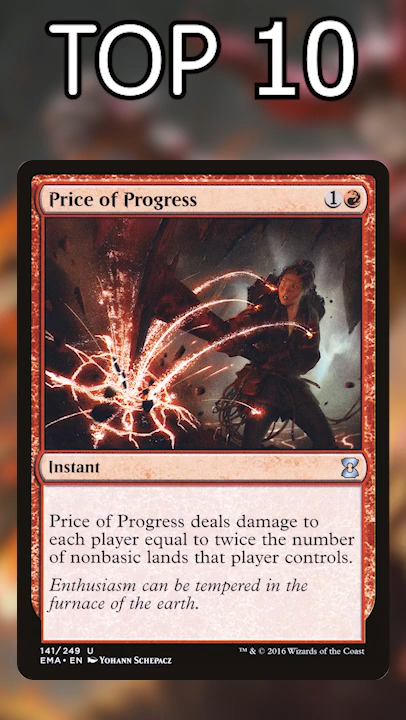 TOP 10
Price of Progress 1
Instant
Price of Progress deals damage to
each player equal to twice the number
of nonbasic lands that player controls.
Enthusiasm can be tempered in the
furnace of the earth.
141/249 U
EMA • EN Yohann Schepacz
™ & © 2016 Wizards of the Coast